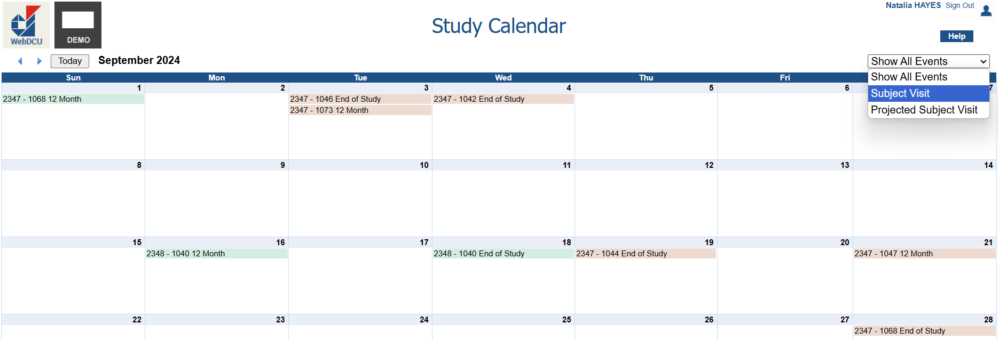 WebDCU
DEMO
Natalia HAYES Sign Out
Study Calendar
Help
Today
September 2024
Show All Events
Show All Events
Subject Visit
Projected Subject Visit
Sun Mon Tue Wed Thu Fri
1 2 3 4 5 6 7
2347 - 1068 12 Month
2347 - 1046 End of Study
2347 - 1073 12 Month
2347 - 1042 End of Study
8 9 10 11 12 13 14
15 16 17 18 19 20 21
2348 - 1040 12 Month
2348 - 1040 End of Study
2347 - 1044 End of Study
2347 - 1047 12 Month
22 23 24 25 26 27 28
2347 - 1068 End of Study